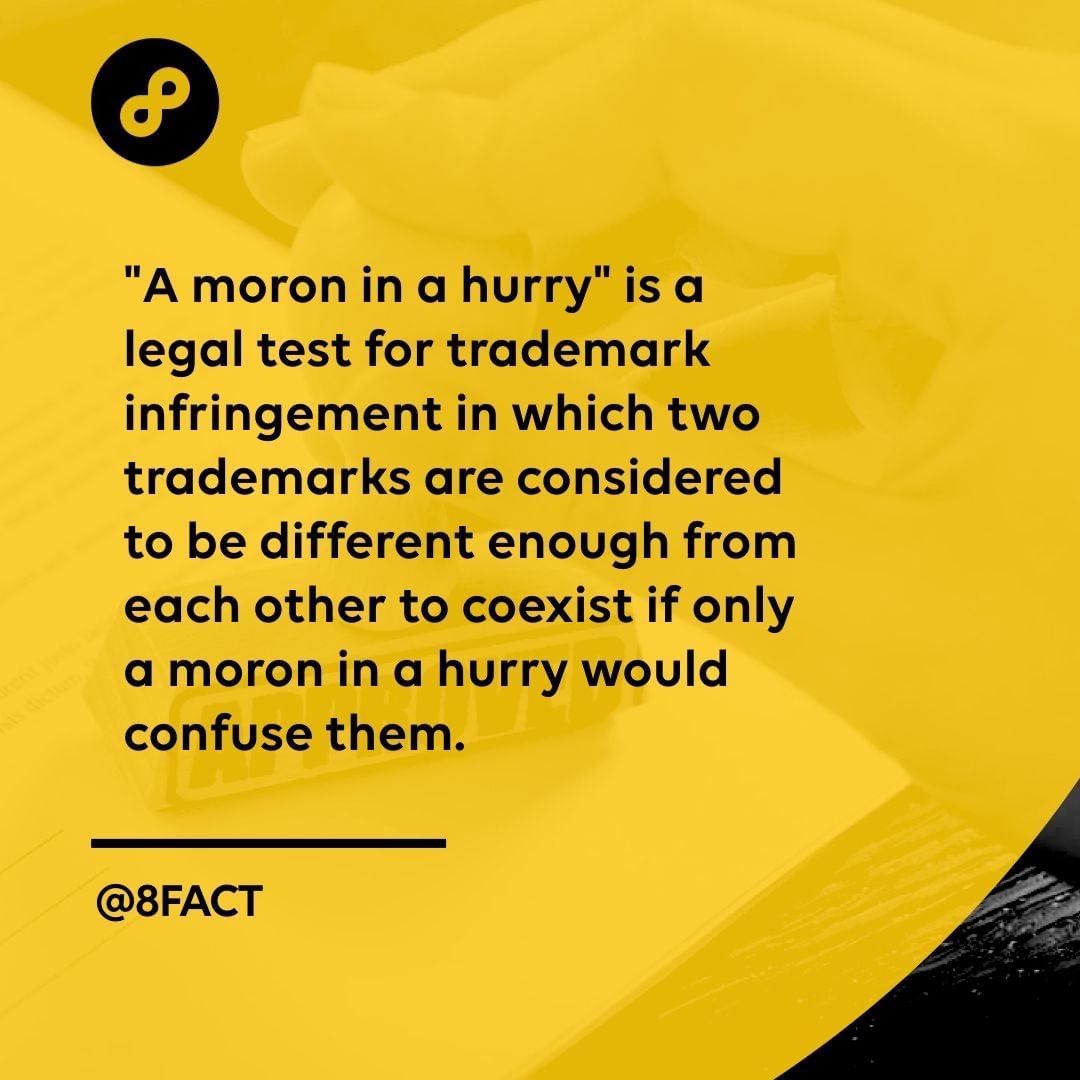 "A moron in a hurry" is a
legal test for trademark
infringement in which two
trademarks are considered
to be different enough from
each other to coexist if only
a moron in a hurry would
confuse them.
APPROVED
@8FACT